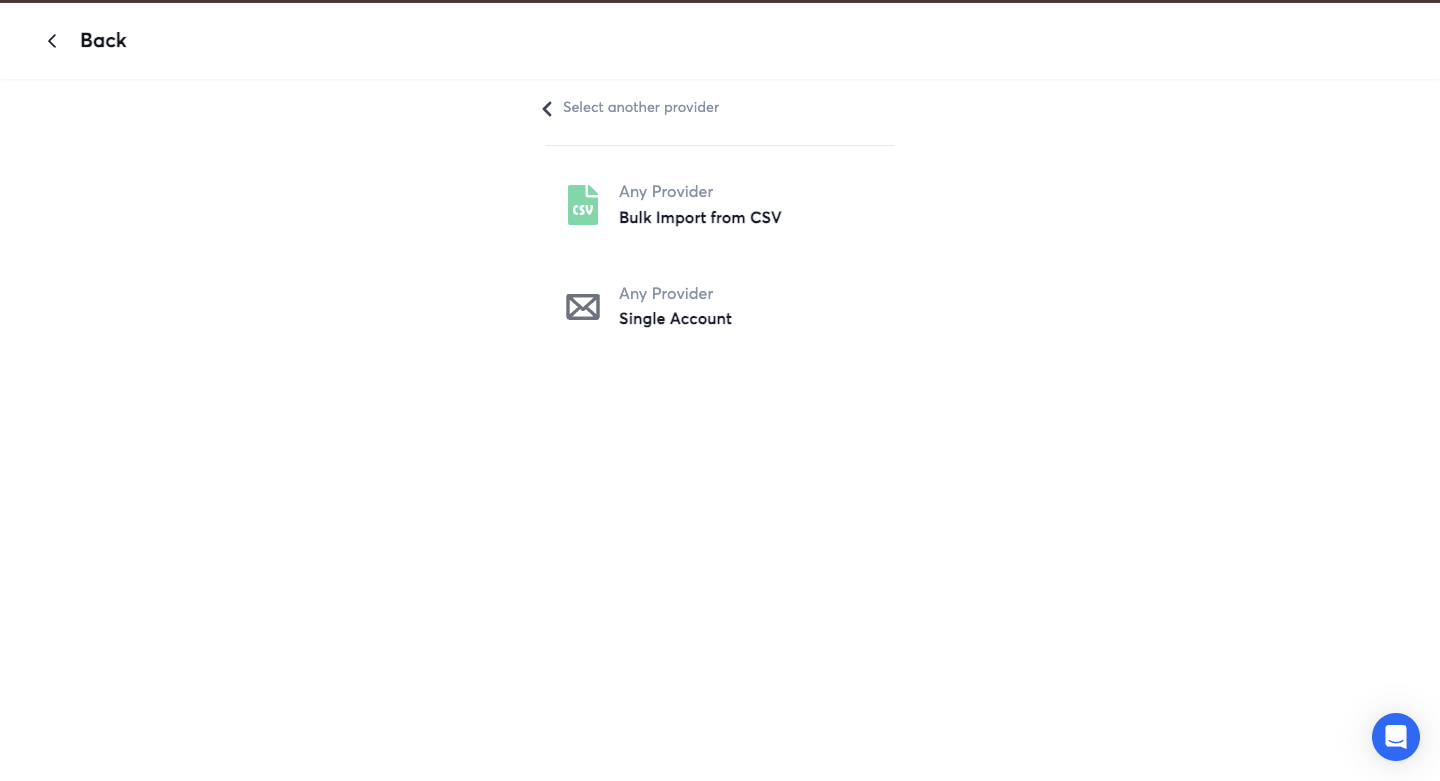 Back
Select another provider
CSV
Any Provider
Bulk Import from CSV
Any Provider
Single Account